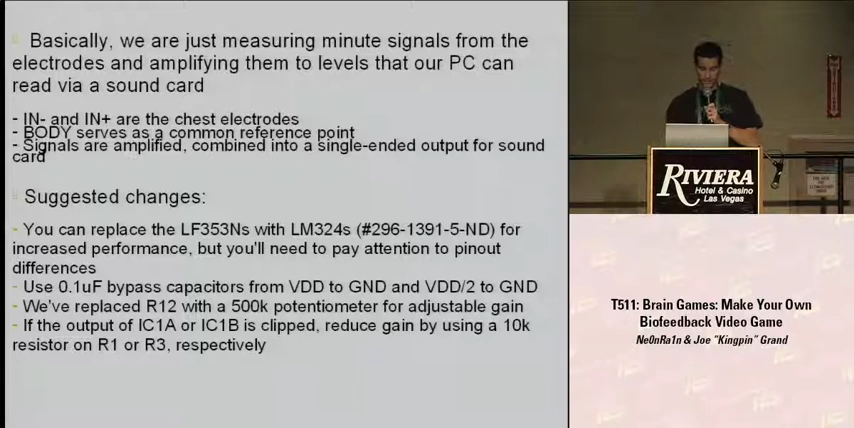 Basically, we are just measuring minute signals from the
electrodes and amplifying them to levels that our PC can
read via a sound card
- IN- and IN+ are the chest electrodes
- BODY serves as a common reference point
- Signals are amplified, combined into a single-ended output for sound
card
Suggested changes:
- You can replace the LF353Ns with LM324s (#296-1391-5-ND) for
increased performance, but you'll need to pay attention to pinout
differences
- Use 0.1uF bypass capacitors from VDD to GND and VDD/2 to GND
- We've replaced R12 with a 500k potentiometer for adjustable gain
- If the output of IC1A or IC1B is clipped, reduce gain by using a 10k
resistor on R1 or R3, respectively
RIVIERA
Hotel & Casino
Las Vegas
T511: Brain Games: Make Your Own
Biofeedback Video Game
Ne0nRa1n & Joe "Kingpin" Grand